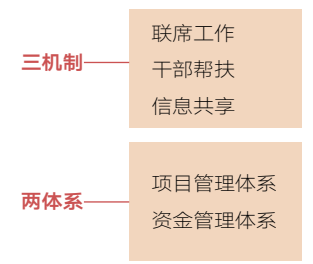 三机制
联席工作
干部帮扶
信息共享
两体系
项目管理体系
资金管理体系